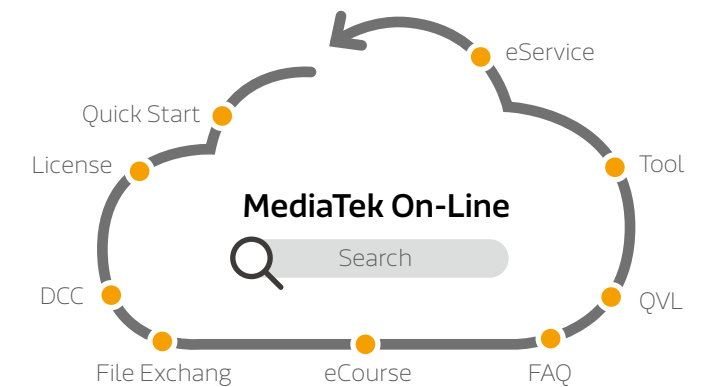 eService
Quick Start
License
Tool
MediaTek On-Line
Search
DCC
QVL
File Exchang
eCourse
FAQ